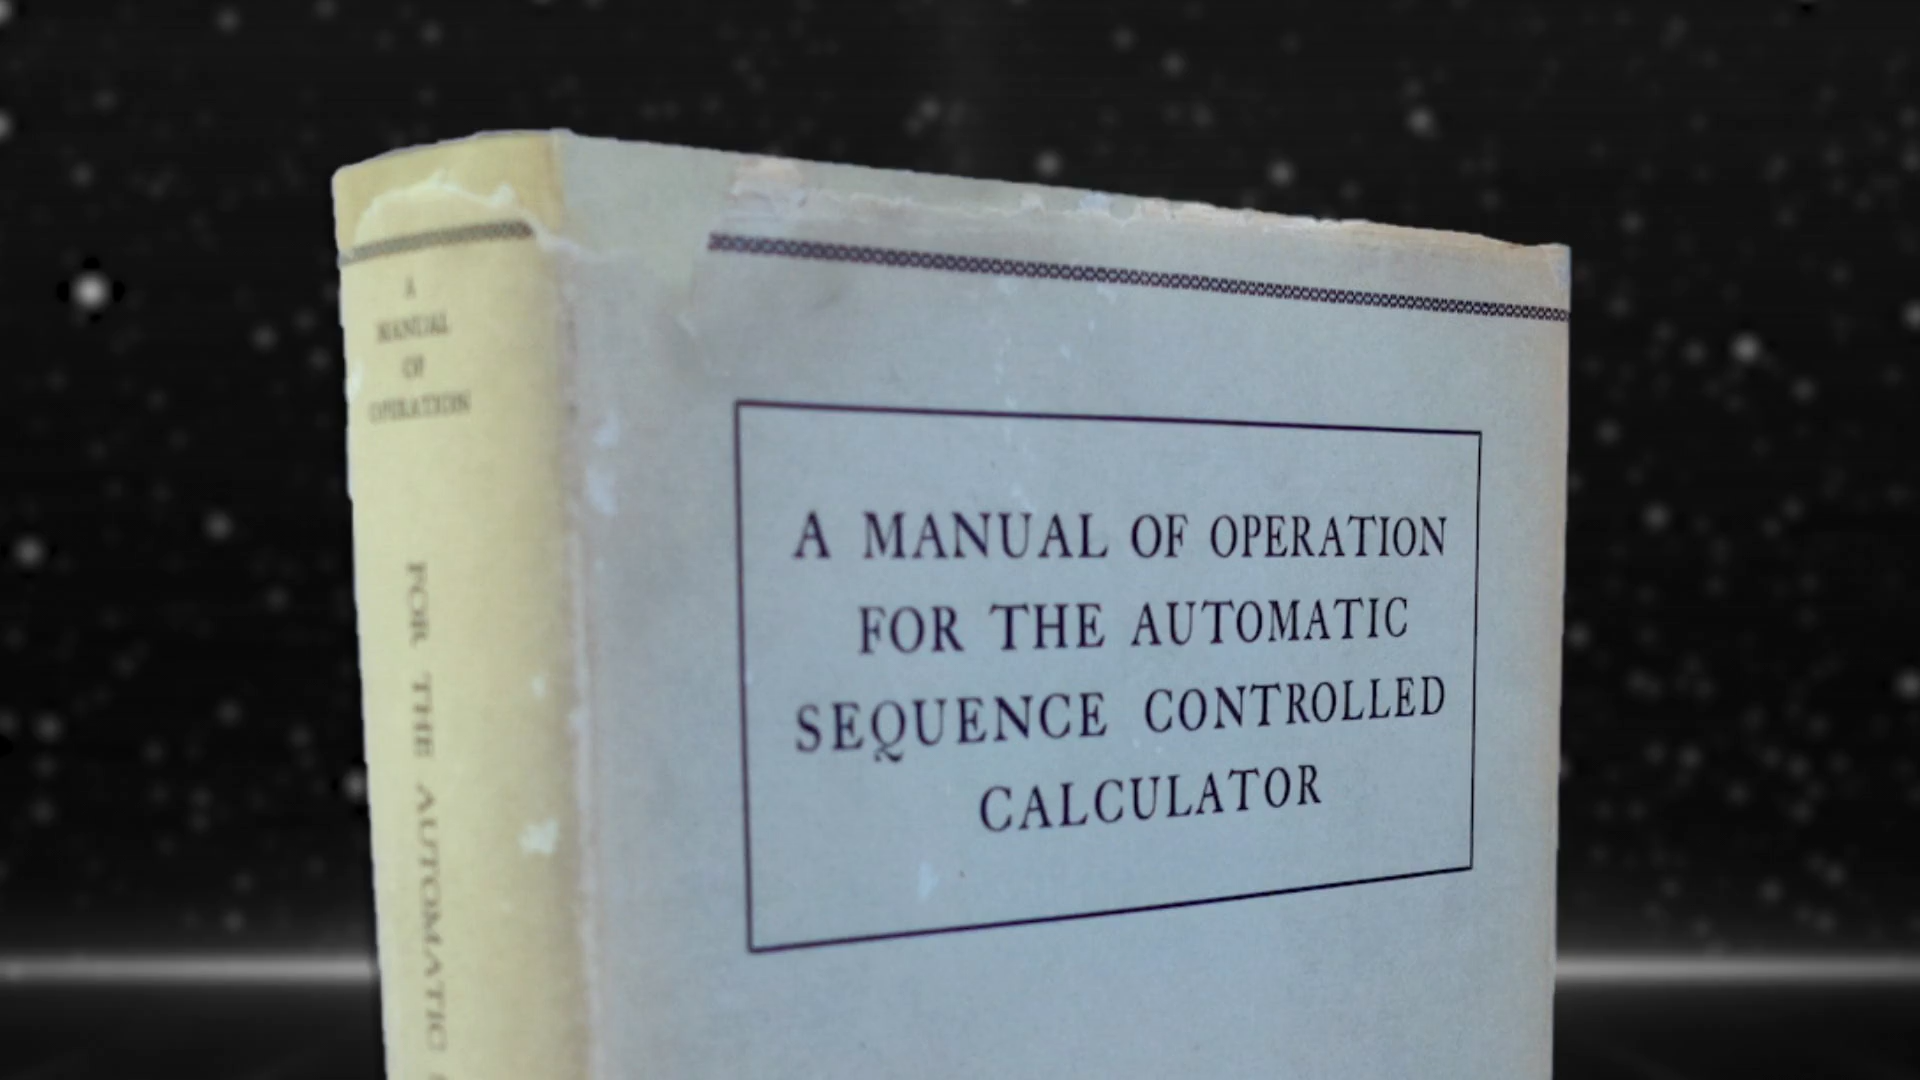 A
MANUAL
OF
OPERATION
FOR THE AUTOMATIC
A MANUAL OF OPERATION
FOR THE AUTOMATIC
SEQUENCE CONTROLLED
CALCULATOR